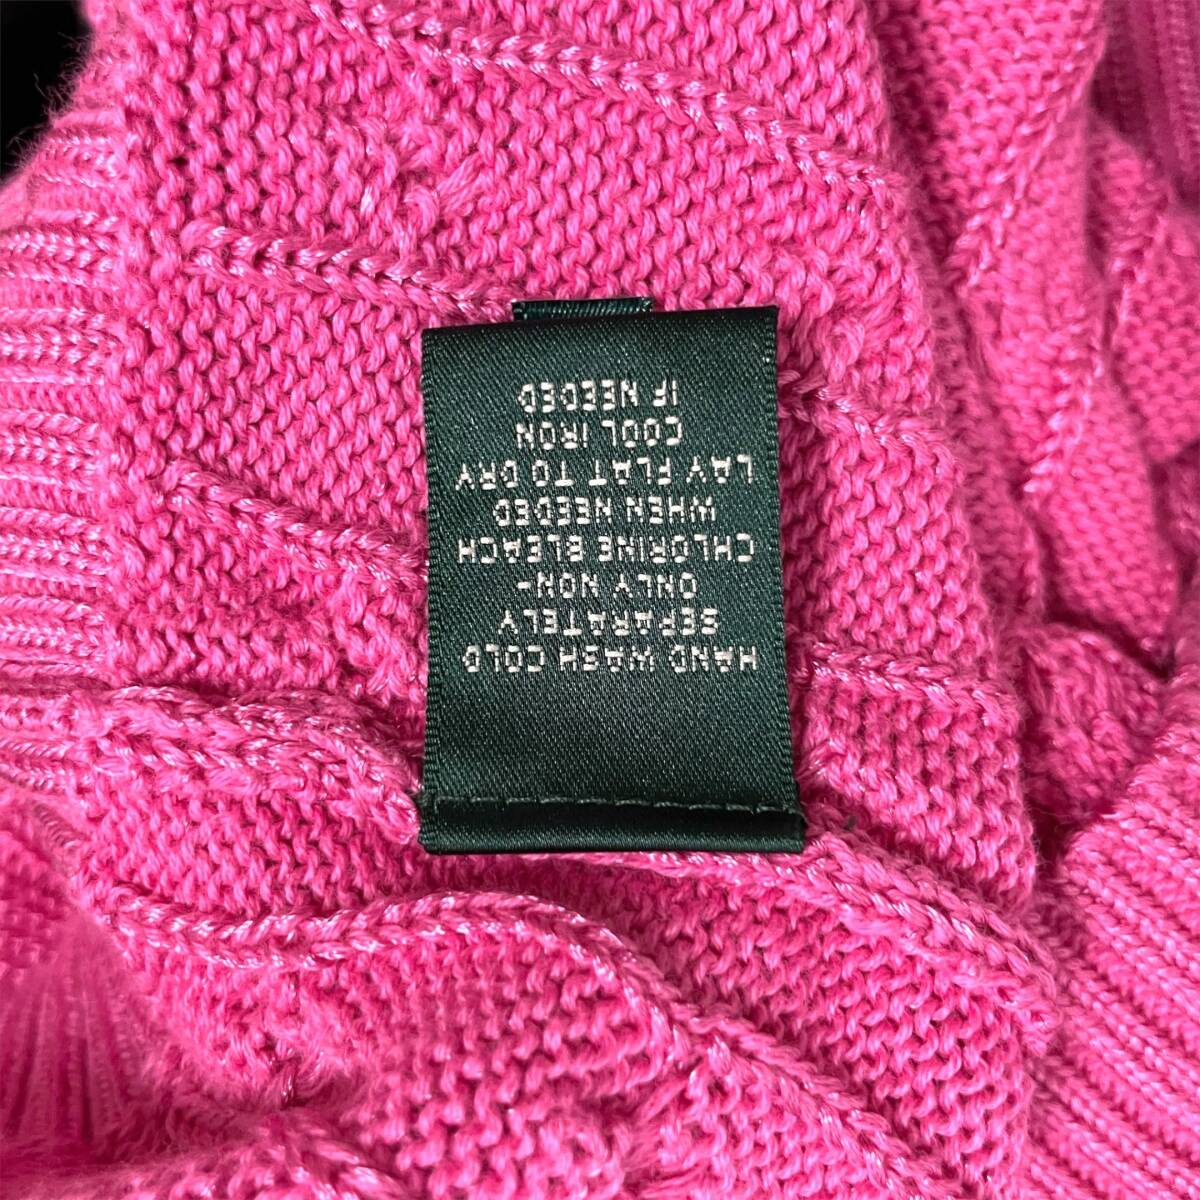 HAND WASH COLD
SEPARATELY
ONLY NON-
CHLORINE BLEACH
WHEN NEEDED
LAY FLAT TO DRY
COOL IRON
IF NEEDED